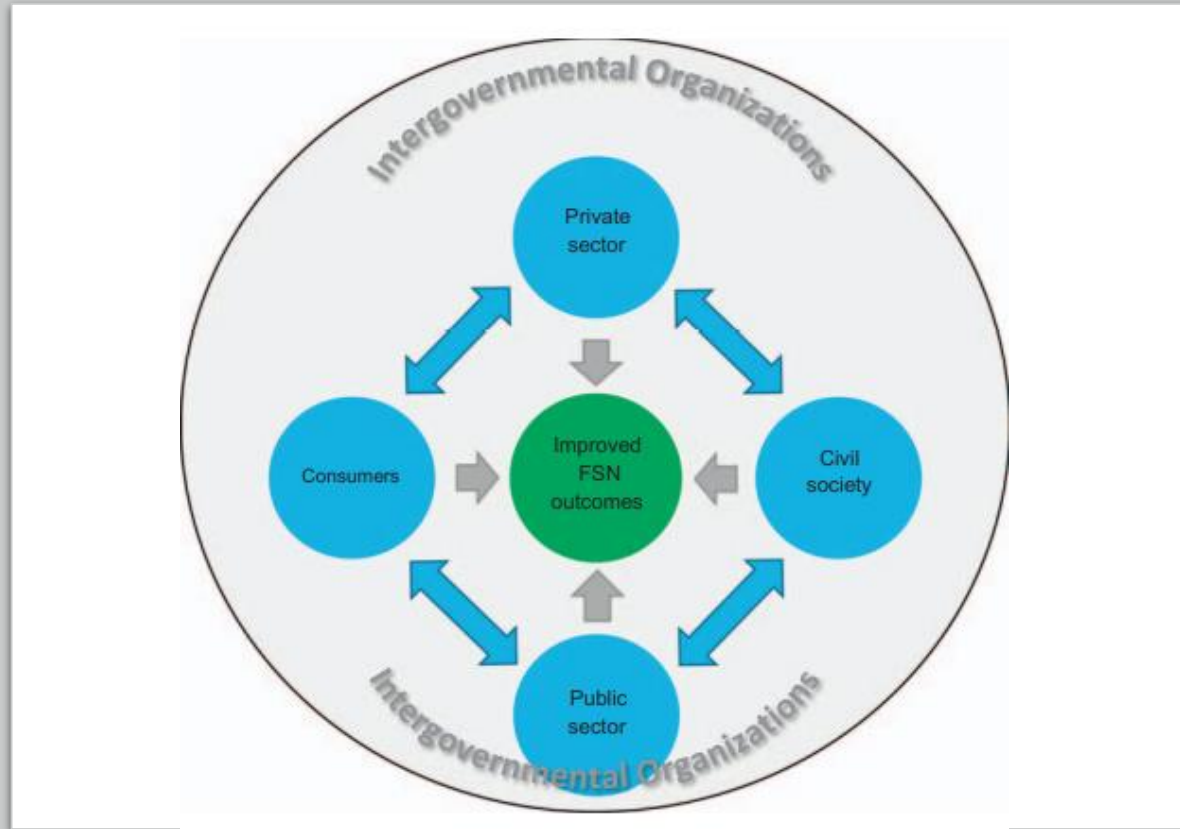 Intergovernmental Organizations
Private
sector
Consumers
Improved
FSN
outcomes
Civil
society
Public
sector
Intergovernmental Organizations